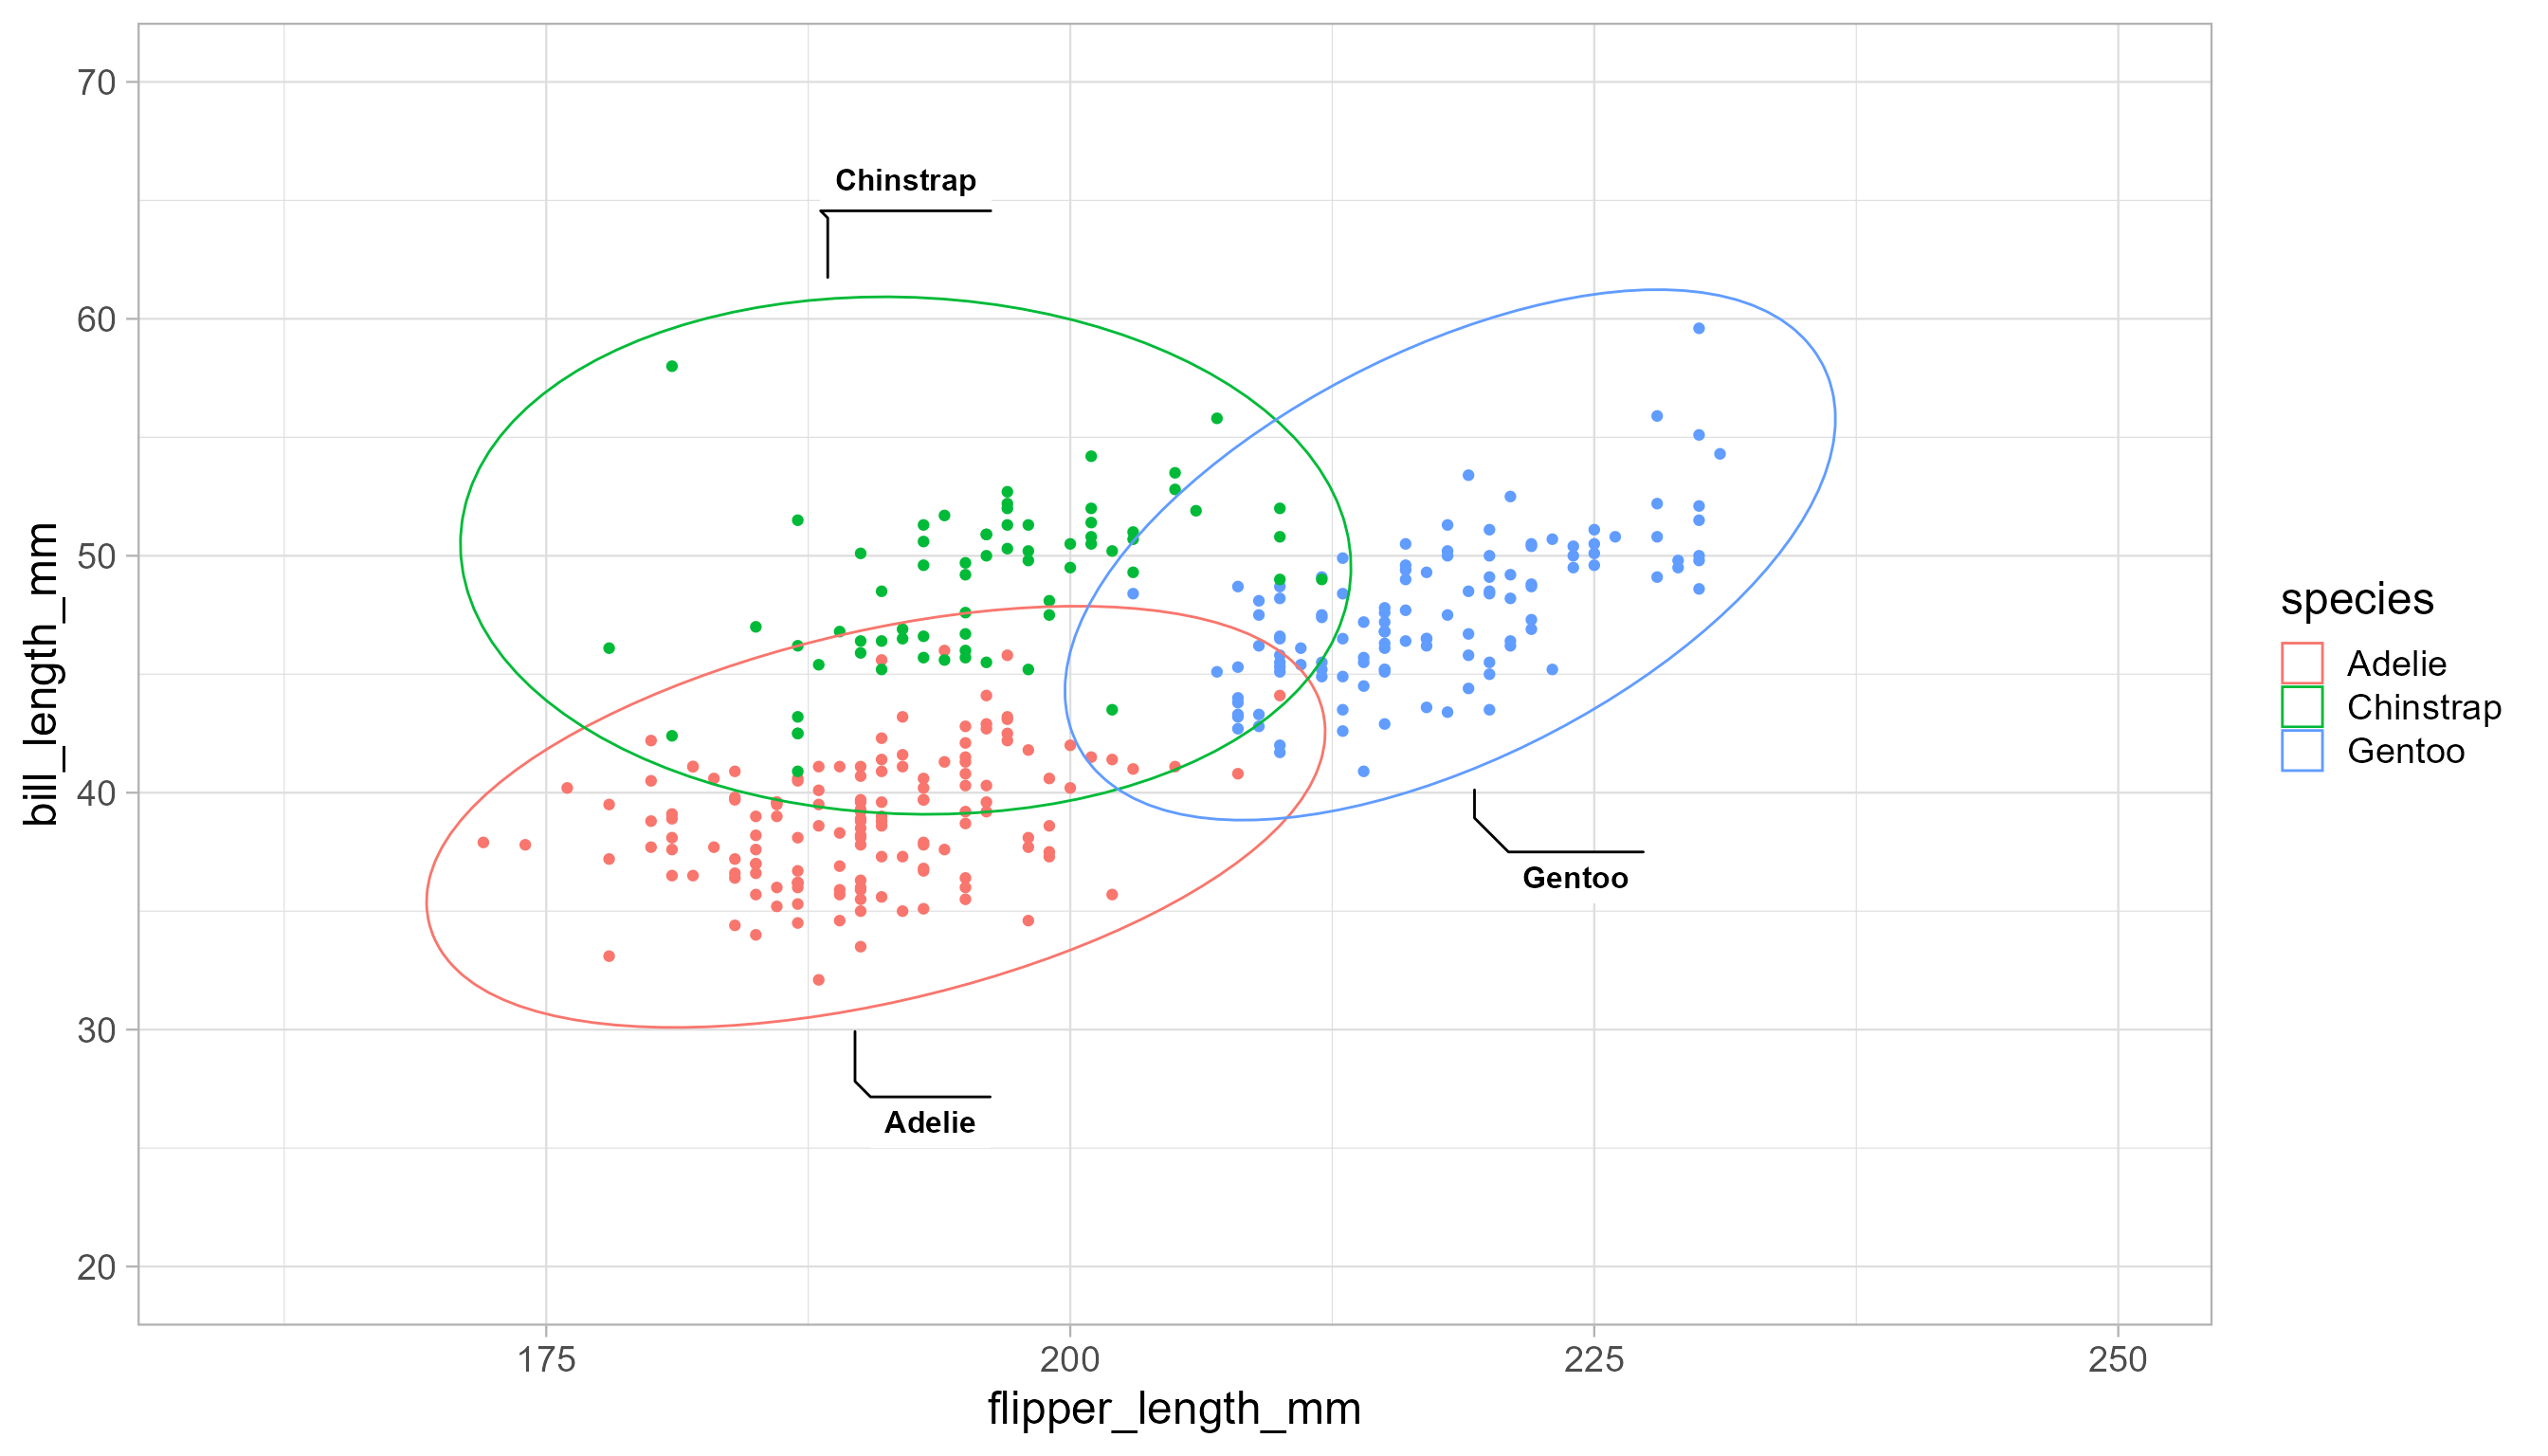 70
60
50
40
30
20
bill_length_mm
175
200
225
250
flipper_length_mm
Chinstrap
Gentoo
Adelie
species
Adelie
Chinstrap
Gentoo